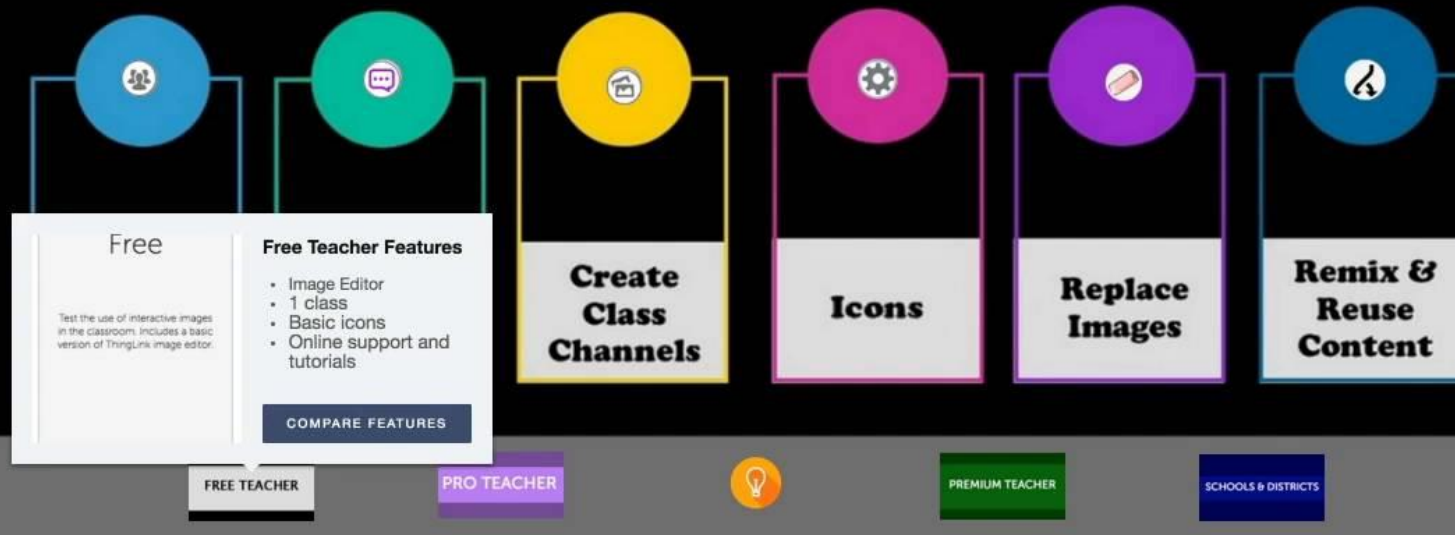 Free
Test the use of interactive images
in the classroom. Includes a basic
version of ThingLink image editor.
Free Teacher Features
• Image Editor
• 1 class
• Basic icons
• Online support and
tutorials
COMPARE FEATURES
Create
Class
Channels
Icons
Replace
Images
Remix &
Reuse
Content
FREE TEACHER
PRO TEACHER
PREMIUM TEACHER
SCHOOLS & DISTRICTS